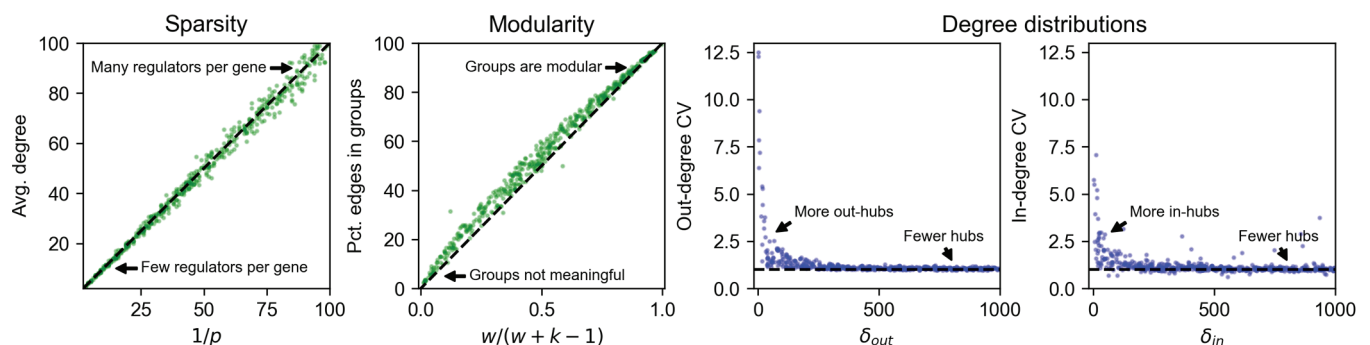 Sparsity
Modularity
Degree distributions
Avg. degree
100
80
60
40
20
Many regulators per gene
Few regulators per gene
25
50
75
100
1/p
Pct. edges in groups
100
80
60
40
20
0
Groups are modular
Groups not meaningful
0.0
0.5
1.0
w/(w + k − 1)
Out-degree CV
12.5
10.0
7.5
5.0
2.5
0.0
More out-hubs
Fewer hubs
0
500
1000
δout
In-degree CV
12.5
10.0
7.5
5.0
2.5
0.0
More in-hubs
Fewer hubs
0
500
1000
δin